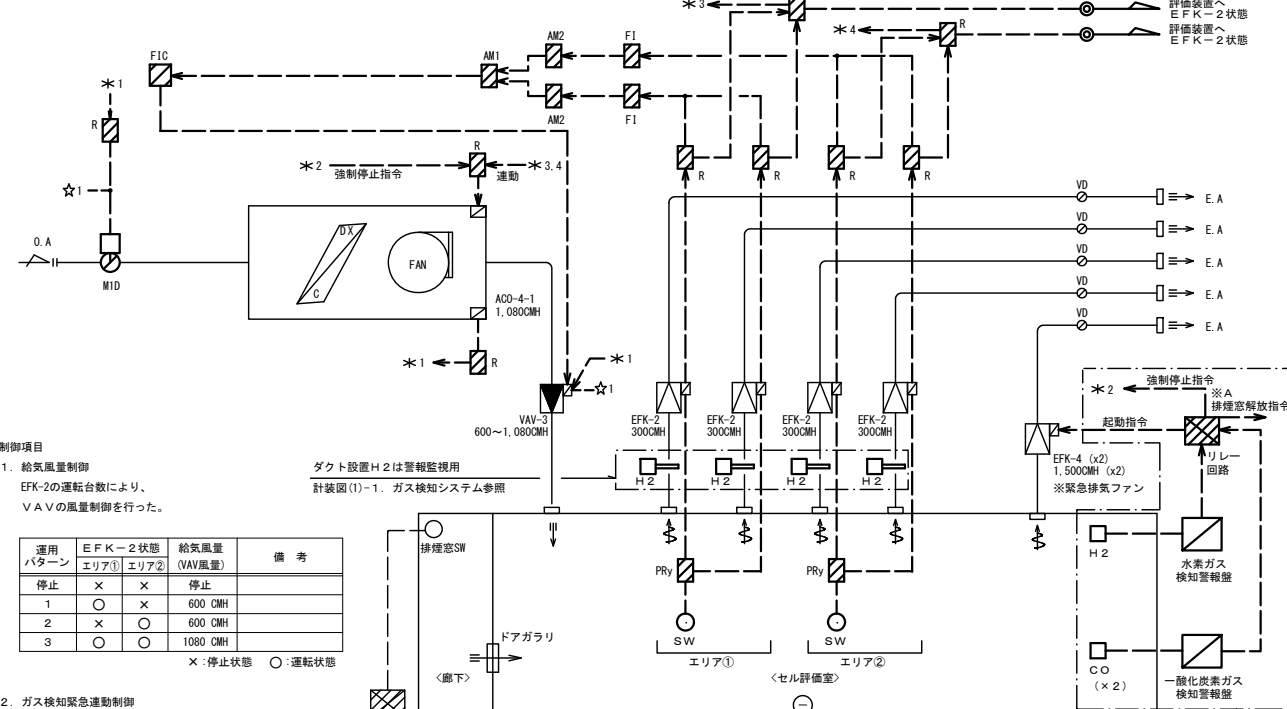 *3
評価装置へ
EFK-2状態
*4
R
評価装置へ
EFK-2状態
FIC
AM1
AM2
FI
AM2
FI
*1
R
R
*2
強制停止指令
*3,4
連動
R
R
R
R
☆1
O.A
M1D
DX
C
FAN
ACO-4-1
1,080CMH
*1
R
*1
☆1
VAV-3
600～1,080CMH
VD
E.A
VD
E.A
VD
E.A
VD
E.A
VD
E.A
EFK-2
300CMH
EFK-2
300CMH
EFK-2
300CMH
EFK-2
300CMH
*2
強制停止指令
※A
排煙窓解放指令
起動指令
リレー
回路
EFK-4 (x2)
1,500CMH (x2)
※緊急排気ファン
ダクト設置H2は警報監視用
計装図(1)-1. ガス検知システム参照
H2
H2
H2
H2
制御項目
1. 給気風量制御
EFK-2の運転台数により、
VAVの風量制御を行った。
運用
パターン
EFK-2状態
エリア① エリア②
給気風量
(VAV風量)
備 考
停止 × × 停止
1 ○ × 600 CMH
2 × ○ 600 CMH
3 ○ ○ 1080 CMH
×:停止状態 ○:運転状態
2. ガス検知緊急連動制御
排煙窓SW
ドアガラリ
<廊下>
PRy
SW
エリア①
PRy
SW
エリア②
<セル評価室>
H2
水素ガス
検知警報盤
CO
(×2)
一酸化炭素ガス
検知警報盤